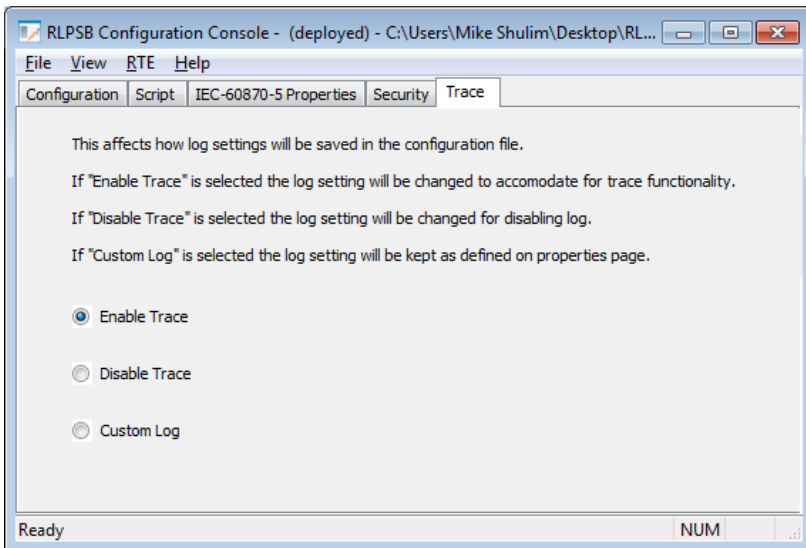 RLPSB Configuration Console - (deployed) - C:\Users\Mike Shulim\Desktop\RL...
File View RTE Help
Configuration Script IEC-60870-5 Properties Security Trace
This affects how log settings will be saved in the configuration file.
If "Enable Trace" is selected the log setting will be changed to accomodate for trace functionality.
If "Disable Trace" is selected the log setting will be changed for disabling log.
If "Custom Log" is selected the log setting will be kept as defined on properties page.
Enable Trace
Disable Trace
Custom Log
Ready NUM